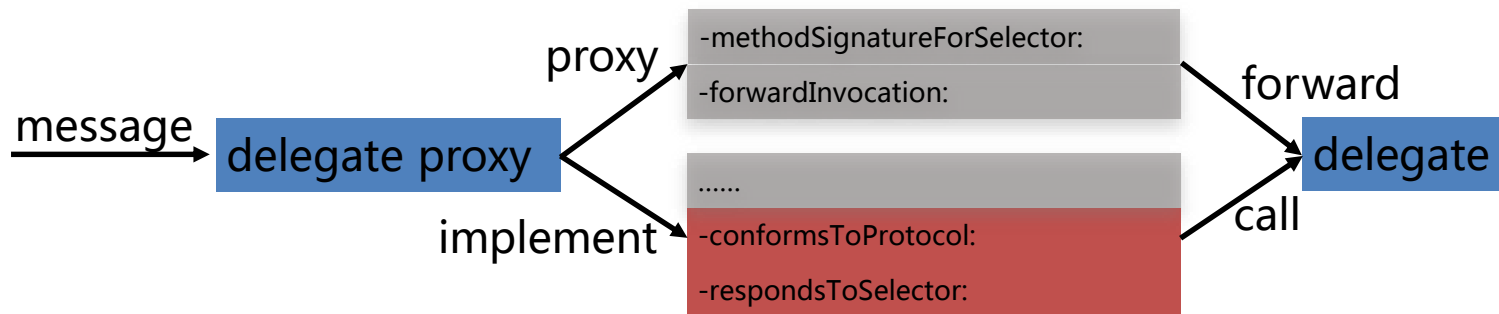 message
delegate proxy
proxy
implement
-methodSignatureForSelector:
-forwardInvocation:
......
-conformsToProtocol:
-respondsToSelector:
forward
call
delegate